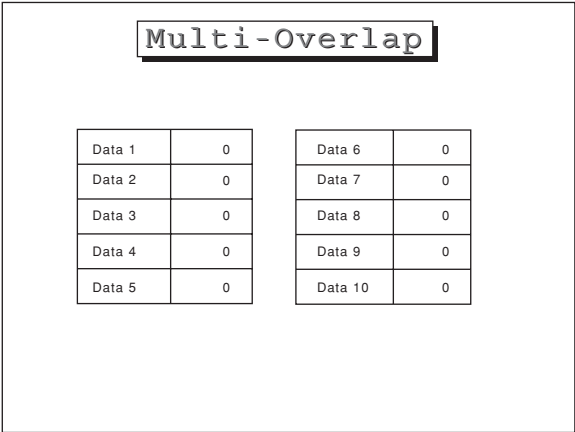 Multi-Overlap
Data 1 0
Data 2 0
Data 3 0
Data 4 0
Data 5 0
Data 6 0
Data 7 0
Data 8 0
Data 9 0
Data 10 0